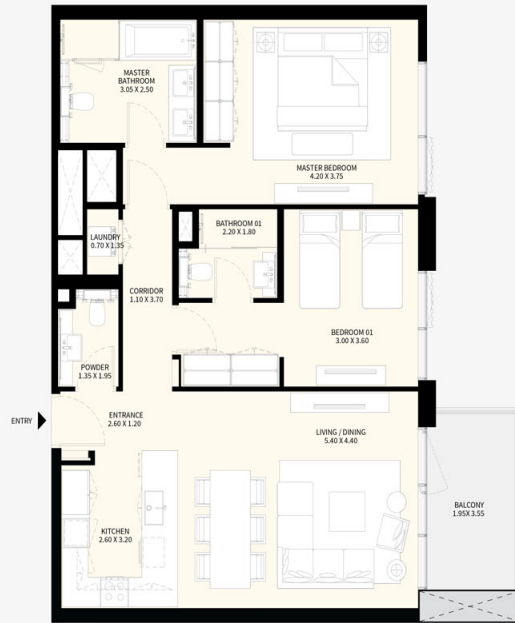 MASTER
BATHROOM
3.05 X 2.50
MASTER BEDROOM
4.20 X 3.75
LAUNDRY
0.70 X 1.35
BATHROOM 01
2.20 X 1.80
CORRIDOR
1.10 X 3.70
BEDROOM 01
3.00 X 3.60
POWDER
1.35 X 1.95
ENTRY
ENTRANCE
2.60 X 1.20
LIVING / DINING
5.40 X 4.40
KITCHEN
2.60 X 3.20
BALCONY
1.95X 3.55